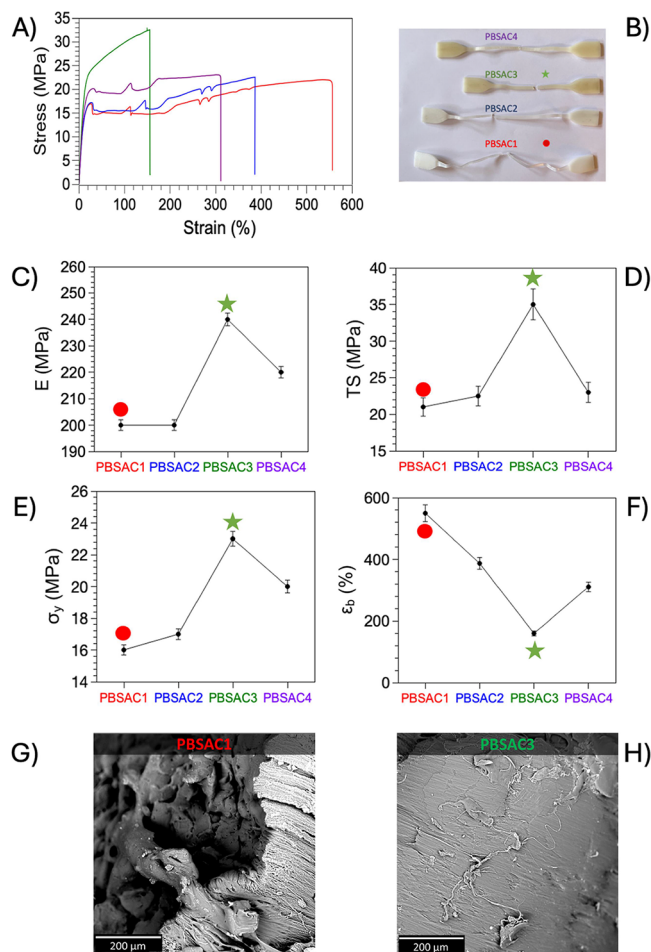 A)
Stress (MPa)
35
30
25
20
15
10
5
0
0 100 200 300 400 500 600
Strain (%)
B)
PBSAC4
PBSAC3
PBSAC2
PBSAC1
C)
E (MPa)
260
250
240
230
220
210
200
190
PBSAC1 PBSAC2 PBSAC3 PBSAC4
D)
TS (MPa)
40
35
30
25
20
15
PBSAC1 PBSAC2 PBSAC3 PBSAC4
E)
σy (MPa)
26
24
22
20
18
16
14
PBSAC1 PBSAC2 PBSAC3 PBSAC4
F)
εb (%)
600
400
200
0
PBSAC1 PBSAC2 PBSAC3 PBSAC4
G)
PBSAC1
200 µm
H)
PBSAC3
200 µm